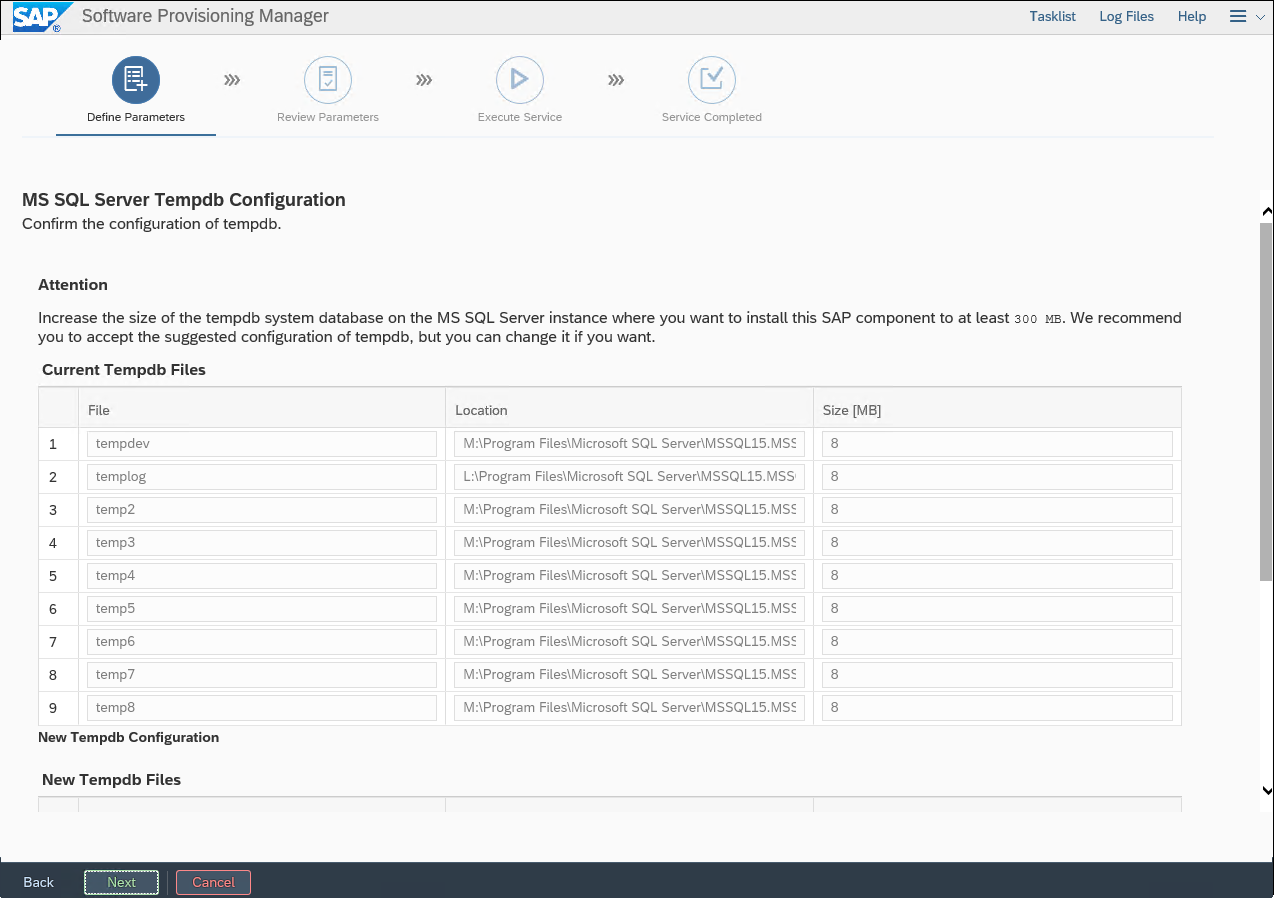 SAP ® Software Provisioning Manager Tasklist Log Files Help
Define Parameters Review Parameters Execute Service Service Completed
MS SQL Server Tempdb Configuration
Confirm the configuration of tempdb.
Attention
Increase the size of the tempdb system database on the MS SQL Server instance where you want to install this SAP component to at least 300 MB. We recommend
you to accept the suggested configuration of tempdb, but you can change it if you want.
Current Tempdb Files
File Location Size [MB]
1 tempdev M:\Program Files\Microsoft SQL Server\MSSQL15.MSS 8
2 templog L:\Program Files\Microsoft SQL Server\MSSQL15.MSS 8
3 temp2 M:\Program Files\Microsoft SQL Server\MSSQL15.MSS 8
4 temp3 M:\Program Files\Microsoft SQL Server\MSSQL15.MSS 8
5 temp4 M:\Program Files\Microsoft SQL Server\MSSQL15.MSS 8
6 temp5 M:\Program Files\Microsoft SQL Server\MSSQL15.MSS 8
7 temp6 M:\Program Files\Microsoft SQL Server\MSSQL15.MSS 8
8 temp7 M:\Program Files\Microsoft SQL Server\MSSQL15.MSS 8
9 temp8 M:\Program Files\Microsoft SQL Server\MSSQL15.MSS 8
New Tempdb Configuration
New Tempdb Files
Back Next Cancel